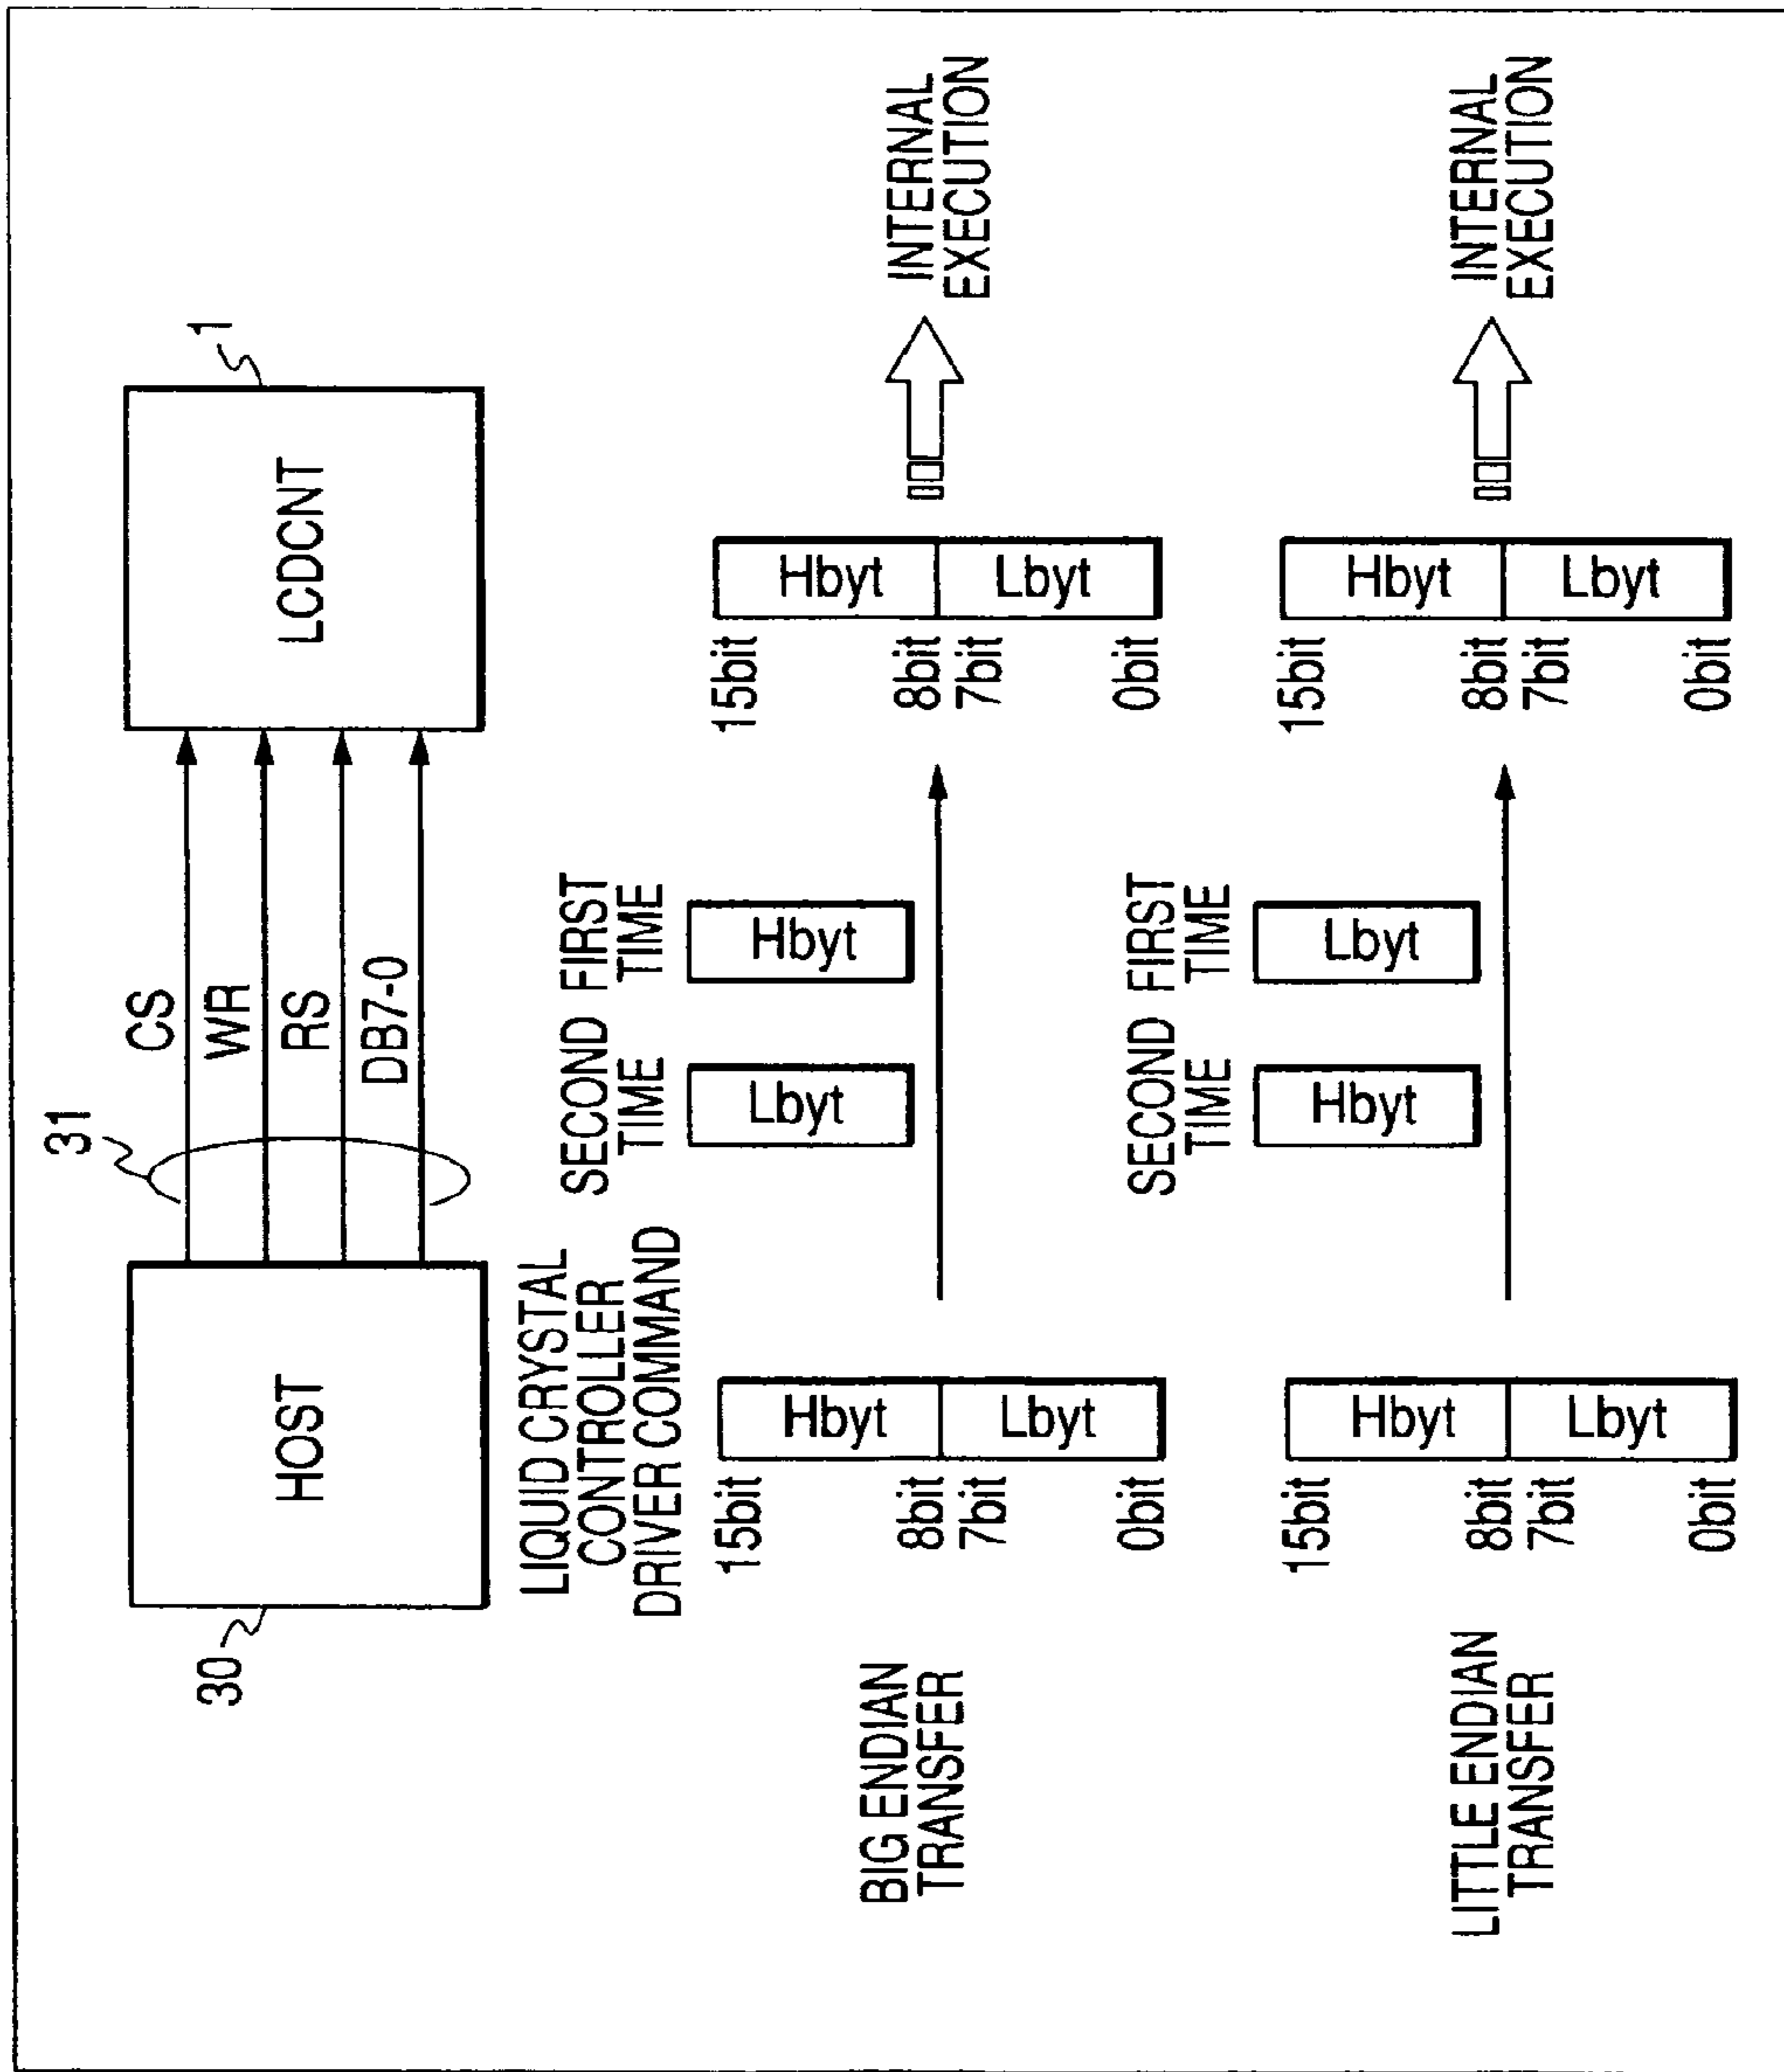 30
HOST
31
CS
WR
RS
DB7-0
LCDCNT
1
LIQUID CRYSTAL
CONTROLLER
DRIVER COMMAND
SECOND
TIME
FIRST
TIME
BIG ENDIAN
TRANSFER
15bit
8bit
7bit
0bit
Hbyt
Lbyt
Lbyt
Hbyt
15bit
8bit
7bit
0bit
Hbyt
Lbyt
INTERNAL
EXECUTION
SECOND
TIME
FIRST
TIME
LITTLE ENDIAN
TRANSFER
15bit
8bit
7bit
0bit
Hbyt
Lbyt
Hbyt
Lbyt
15bit
8bit
7bit
0bit
Hbyt
Lbyt
INTERNAL
EXECUTION